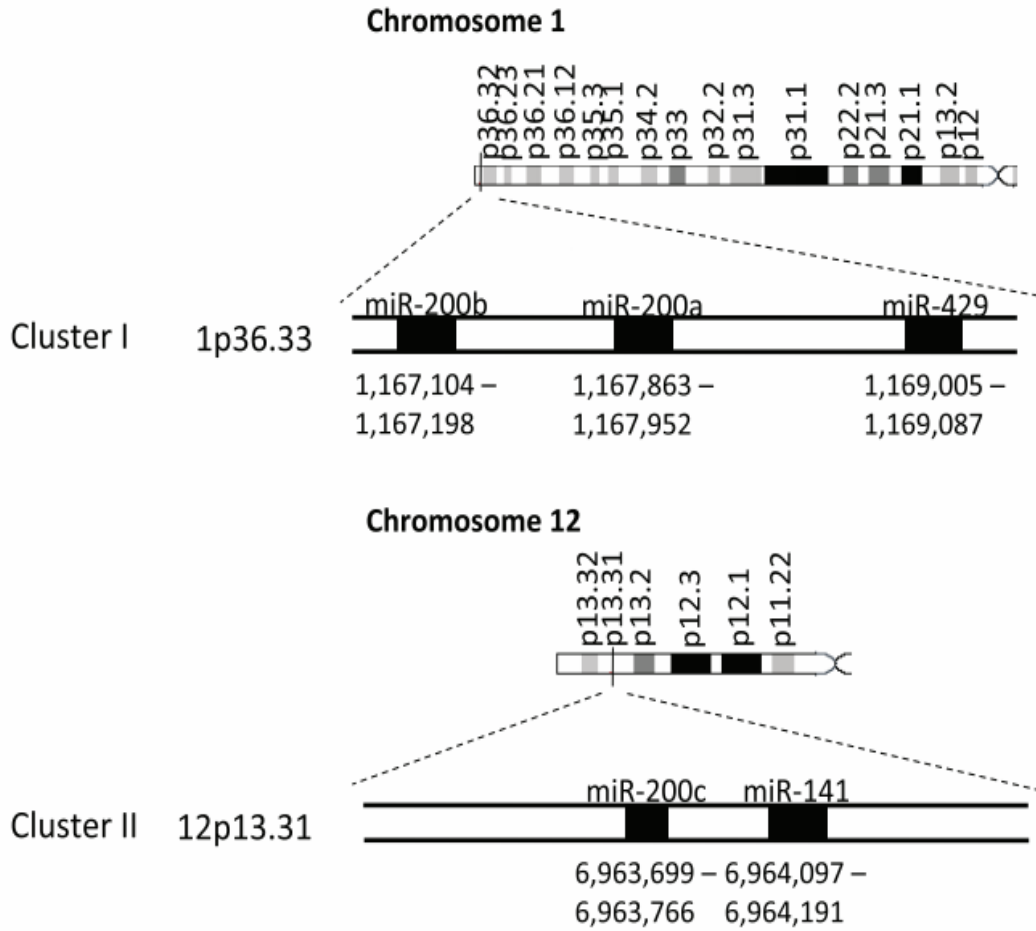 Chromosome 1
p36.32 p36.23 p36.21 p36.12 p35.3 p35.1 p34.2 p33 p32.2 p31.3 p31.1 p22.2 p21.3 p21.1 p13.2 p12
miR-200b miR-200a miR-429
Cluster I 1p36.33
1,167,104 – 1,167,863 – 1,169,005 –
1,167,198 1,167,952 1,169,087
Chromosome 12
p13.32 p13.31 p13.2 p12.3 p12.1 p11.22
miR-200c miR-141
Cluster II 12p13.31
6,963,699 – 6,964,097 –
6,963,766 6,964,191